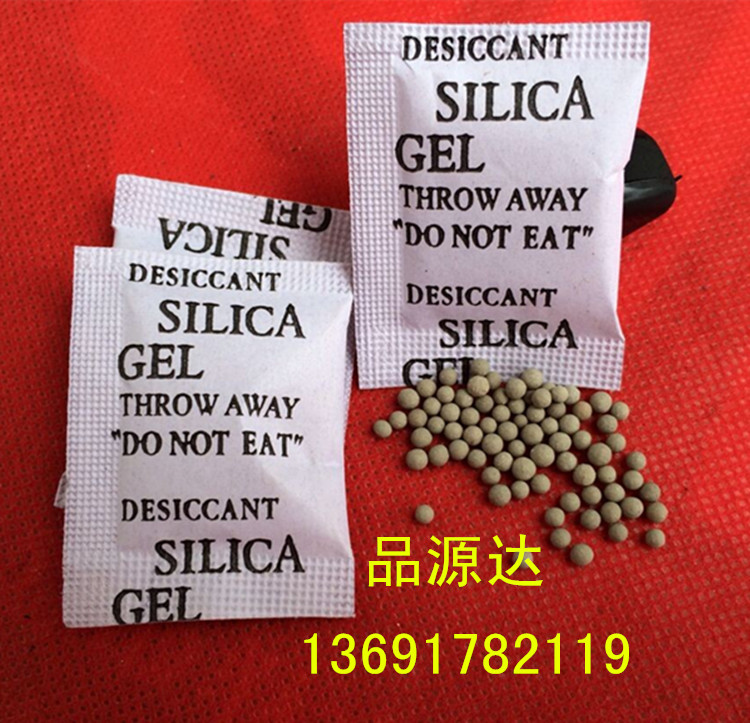 DESICCANT
SILICA
GEL
THROW AWAY
"DO NOT EAT"
DESICCANT
SILICA
GEL
GEL
SILICA
DESICCANT
SILICA
GEL
THROW AWAY
"DO NOT EAT"
DESICCANT
SILICA
GEL
品源达
13691782119